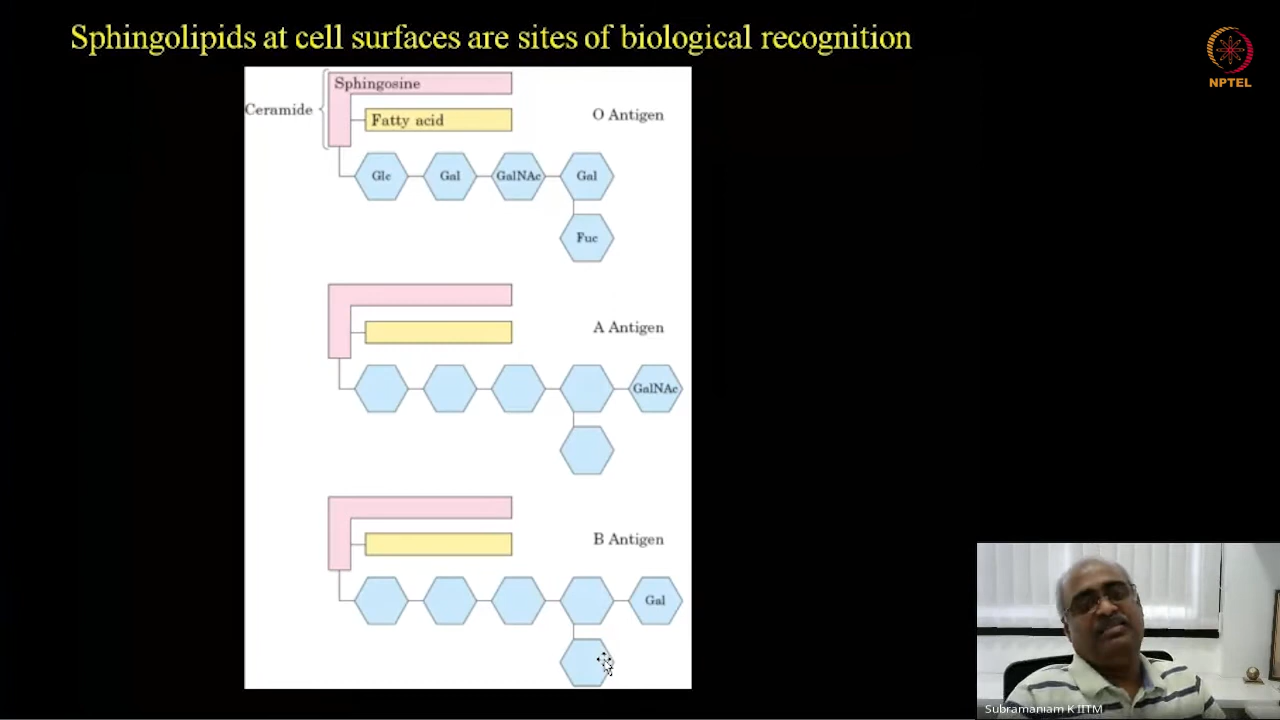 Sphingolipids at cell surfaces are sites of biological recognition
NPTEL
Sphingosine
Ceramide
Fatty acid
O Antigen
Glc
Gal
GalNAc
Gal
Fuc
A Antigen
GalNAc
B Antigen
Gal
Subramaniam K IITM